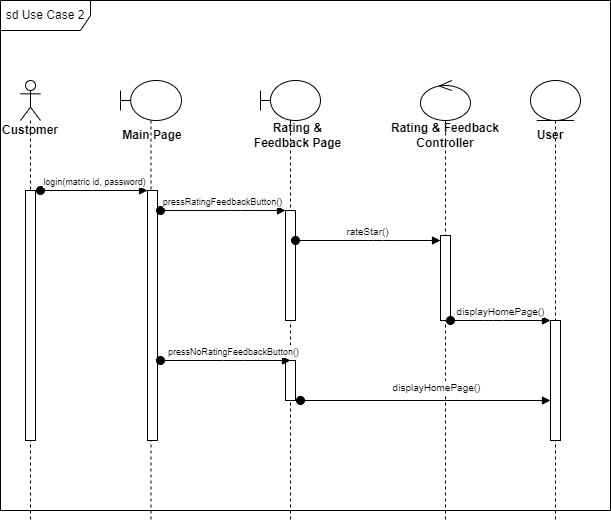 sd Use Case 2
Customer
Main Page
Rating &
Feedback Page
Rating & Feedback
Controller
User
login(matric id, password)
pressRatingFeedbackButton()
rateStar()
displayHomePage()
pressNoRatingFeedbackButton()
displayHomePage()